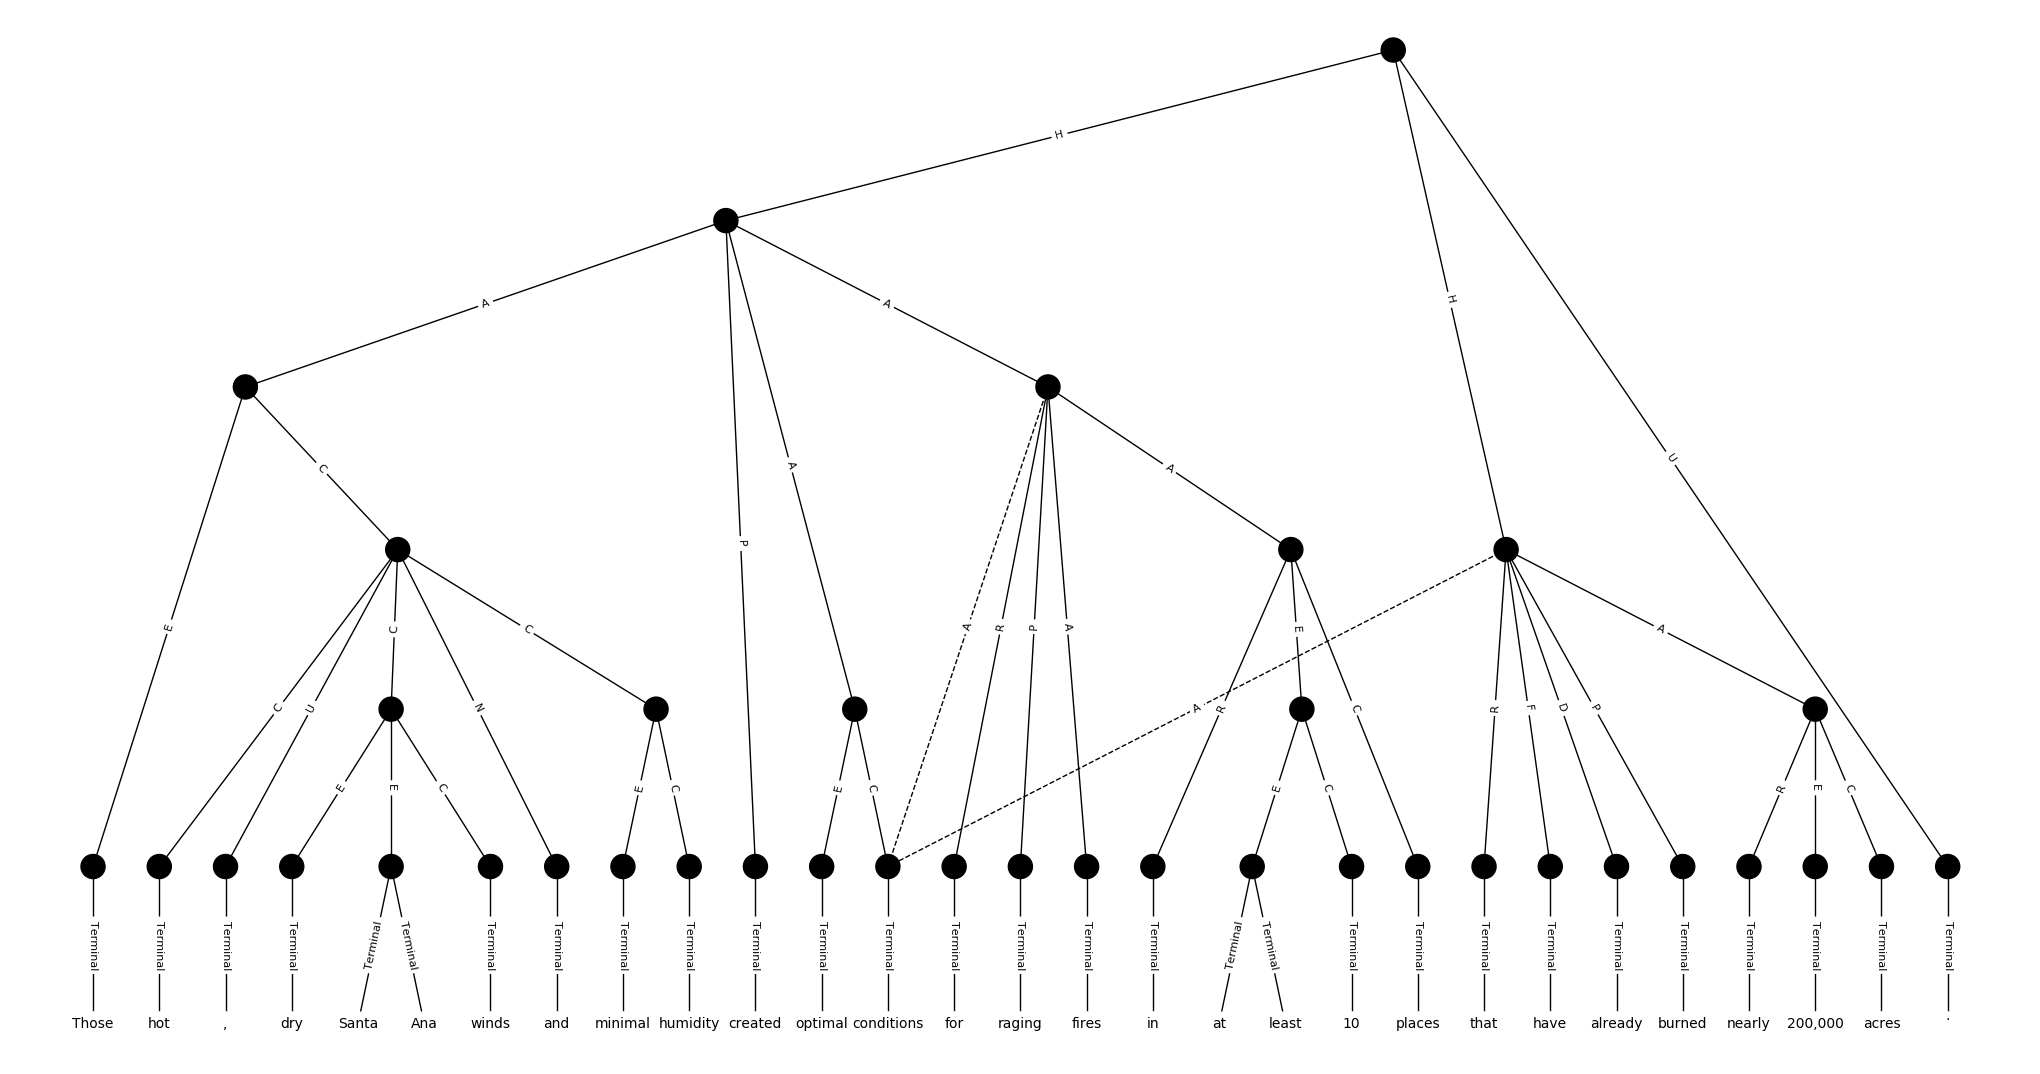 H
H
A
A
A
U
C
A
P
E
C
C
A
R
P
A
E
A
C
U
N
A
R
C
R
F
D
P
E
E
C
E
C
E
C
E
C
R
E
C
Terminal Terminal Terminal Terminal Terminal Terminal Terminal Terminal Terminal Terminal Terminal Terminal Terminal Terminal Terminal Terminal Terminal Terminal Terminal Terminal Terminal Terminal Terminal Terminal Terminal Terminal Terminal Terminal Terminal
Those hot , dry Santa Ana winds and minimal humidity created optimal conditions for raging fires in at least 10 places that have already burned nearly 200,000 acres .